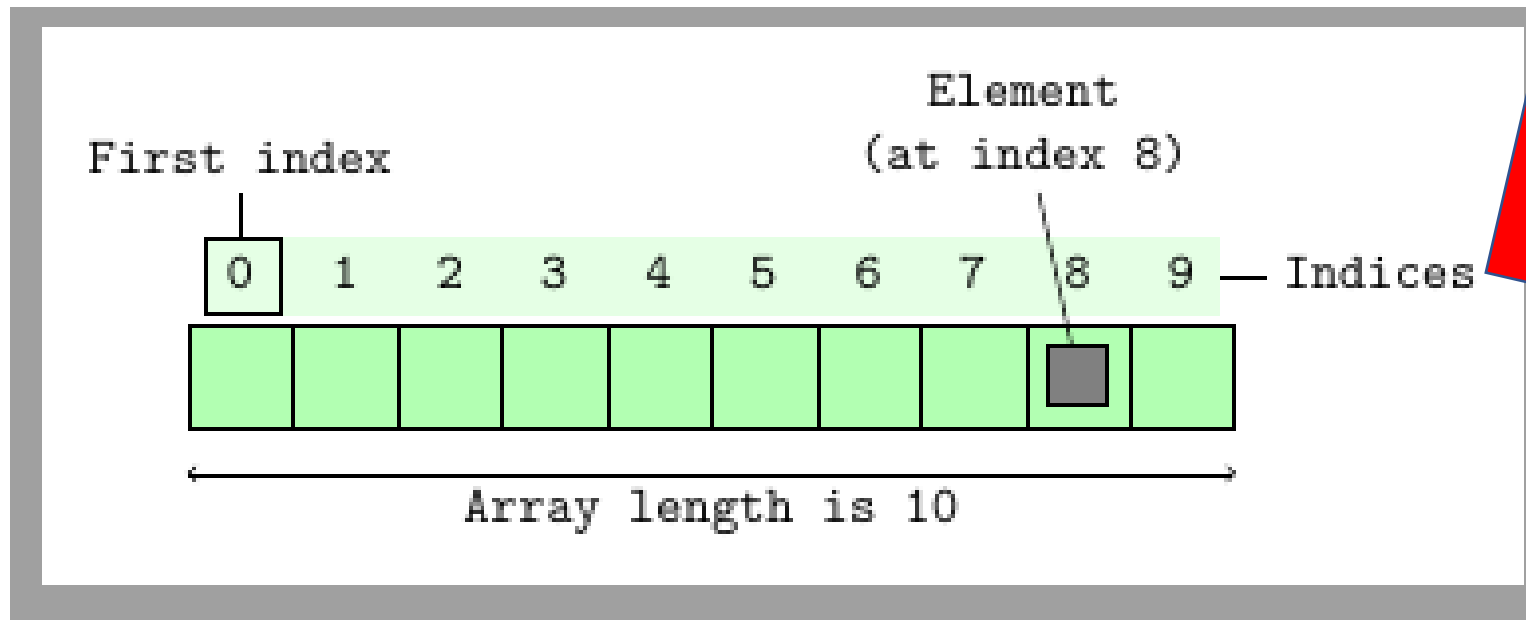 Element
(at index 8)
First index
0 1 2 3 4 5 6 7 8 9
Indices
Array length is 10